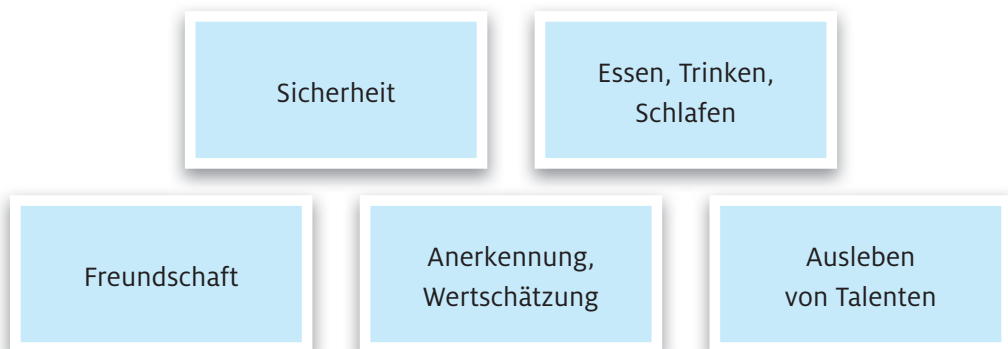 Sicherheit
Essen, Trinken,
Schlafen
Freundschaft
Anerkennung,
Wertschätzung
Ausleben
von Talenten